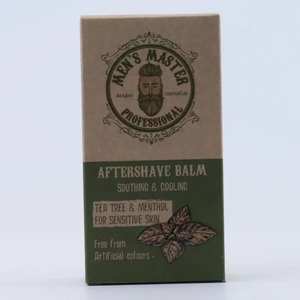 MEN'S MASTER
PROFESSIONAL
AFTERSHAVE BALM
SOOTHING & COOLING
TEA TREE & MENTHOL
FOR SENSITIVE SKIN
Free from
Artificial colours